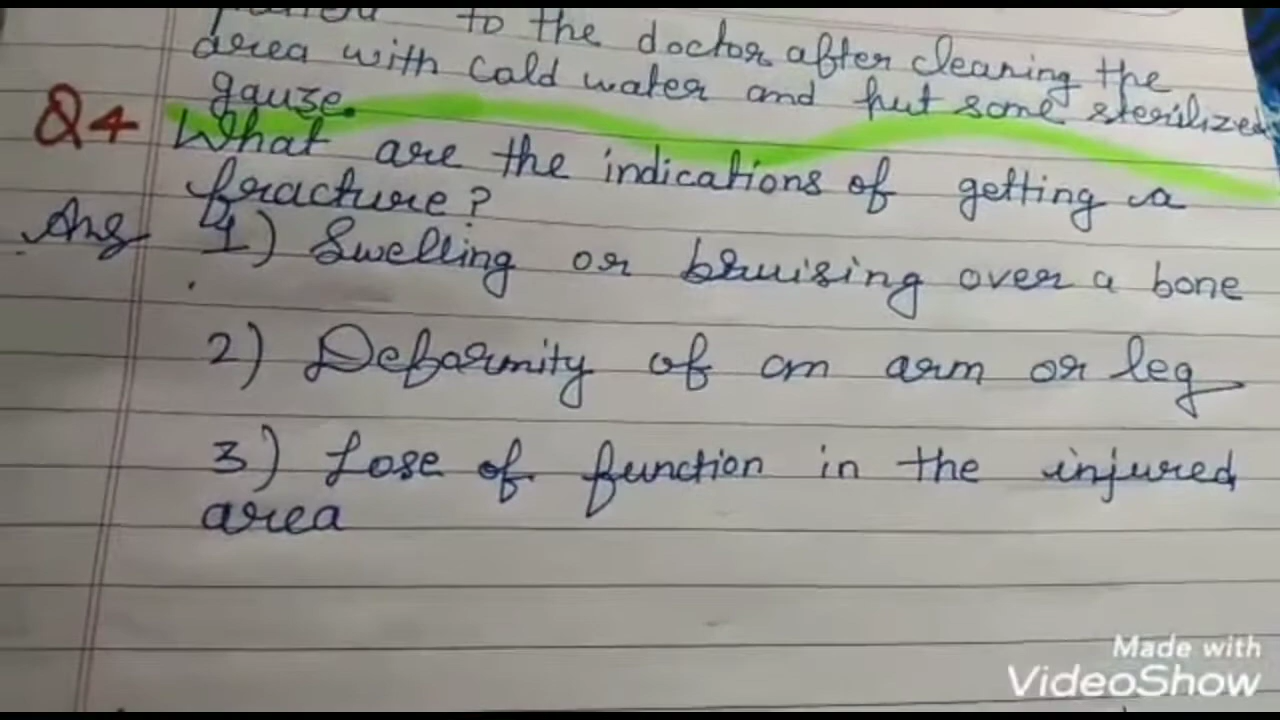 to the doctor after cleaning the
area with cold water and put some sterilized
gauze.
Q4 What are the indications of getting a
fracture?
Ans 1) Swelling or bruising over a bone
2) Deformity of an arm or leg
3) Lose of function in the injured
area
Made with
VideoShow